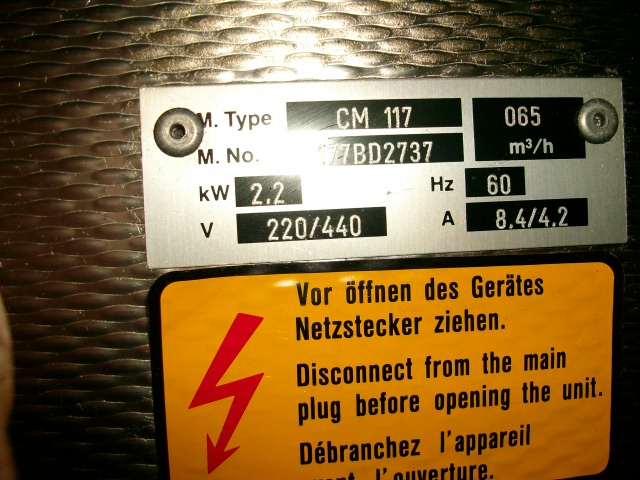 M. Type CM 117 065
M. No. 77BD2737 m³/h
kW 2.2 Hz 60
V 220/440 A 8.4/4.2
Vor öffnen des Gerätes
Netzstecker ziehen.
Disconnect from the main
plug before opening the unit.
Débranchez l'appareil
l'ouverture.